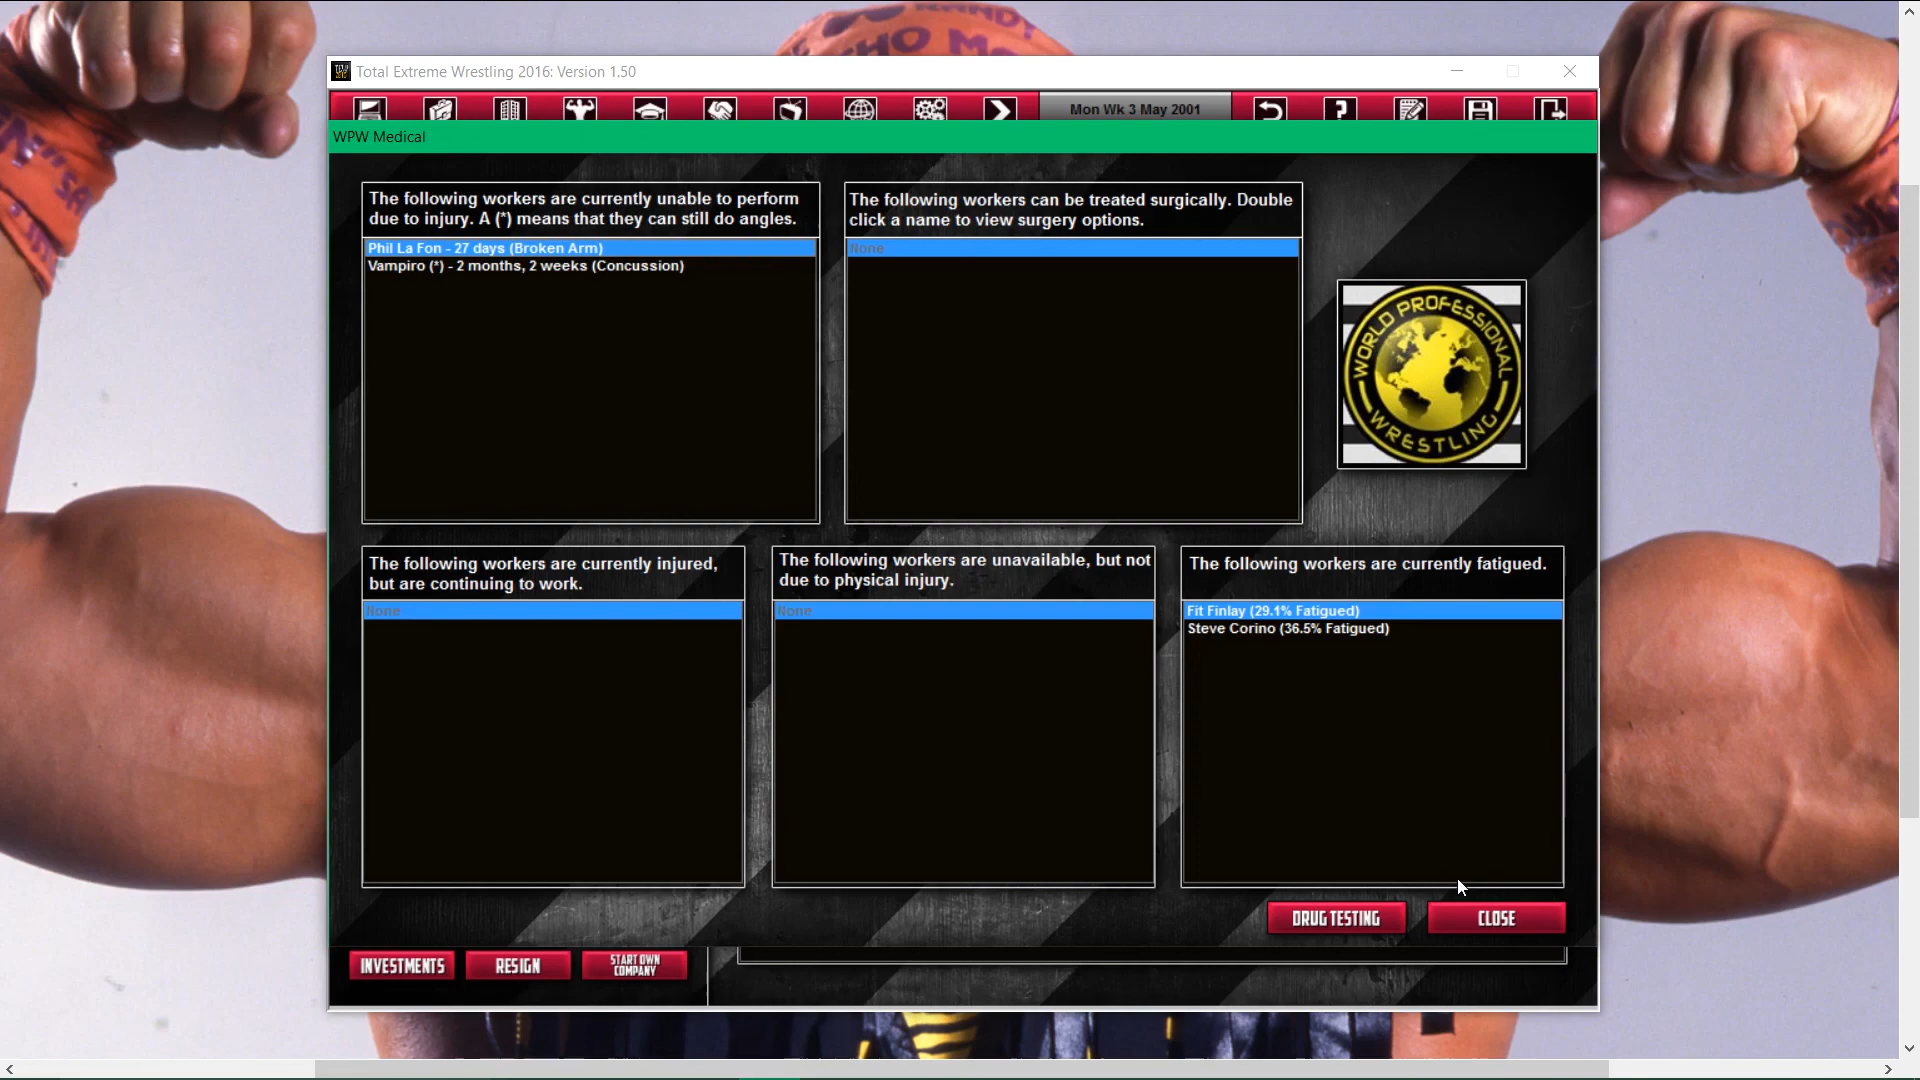 RANDY
CHO M
Total Extreme Wrestling 2016: Version 1.50
Mon Wk 3 May 2001
WPW Medical
The following workers are currently unable to perform
due to injury. A (*) means that they can still do angles.
Phil La Fon - 27 days (Broken Arm)
Vampiro (*) - 2 months, 2 weeks (Concussion)
The following workers can be treated surgically. Double
click a name to view surgery options.
None
WORLD PROFESSIONAL
WRESTLING
The following workers are currently injured,
but are continuing to work.
None
The following workers are unavailable, but not
due to physical injury.
None
The following workers are currently fatigued.
Fit Finlay (29.1% Fatigued)
Steve Corino (36.5% Fatigued)
DRUG TESTING
CLOSE
INVESTMENTS
RESIGN
START OWN
COMPANY